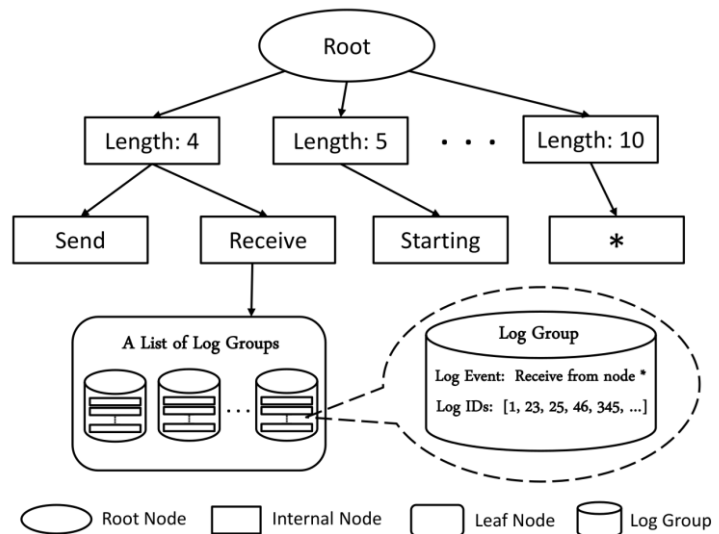 Root
Length: 4
Length: 5
. . .
Length: 10
Send
Receive
Starting
*
A List of Log Groups
...
Log Group
Log Event: Receive from node *
Log IDs: [1, 23, 25, 46, 345, ...]
Root Node
Internal Node
Leaf Node
Log Group